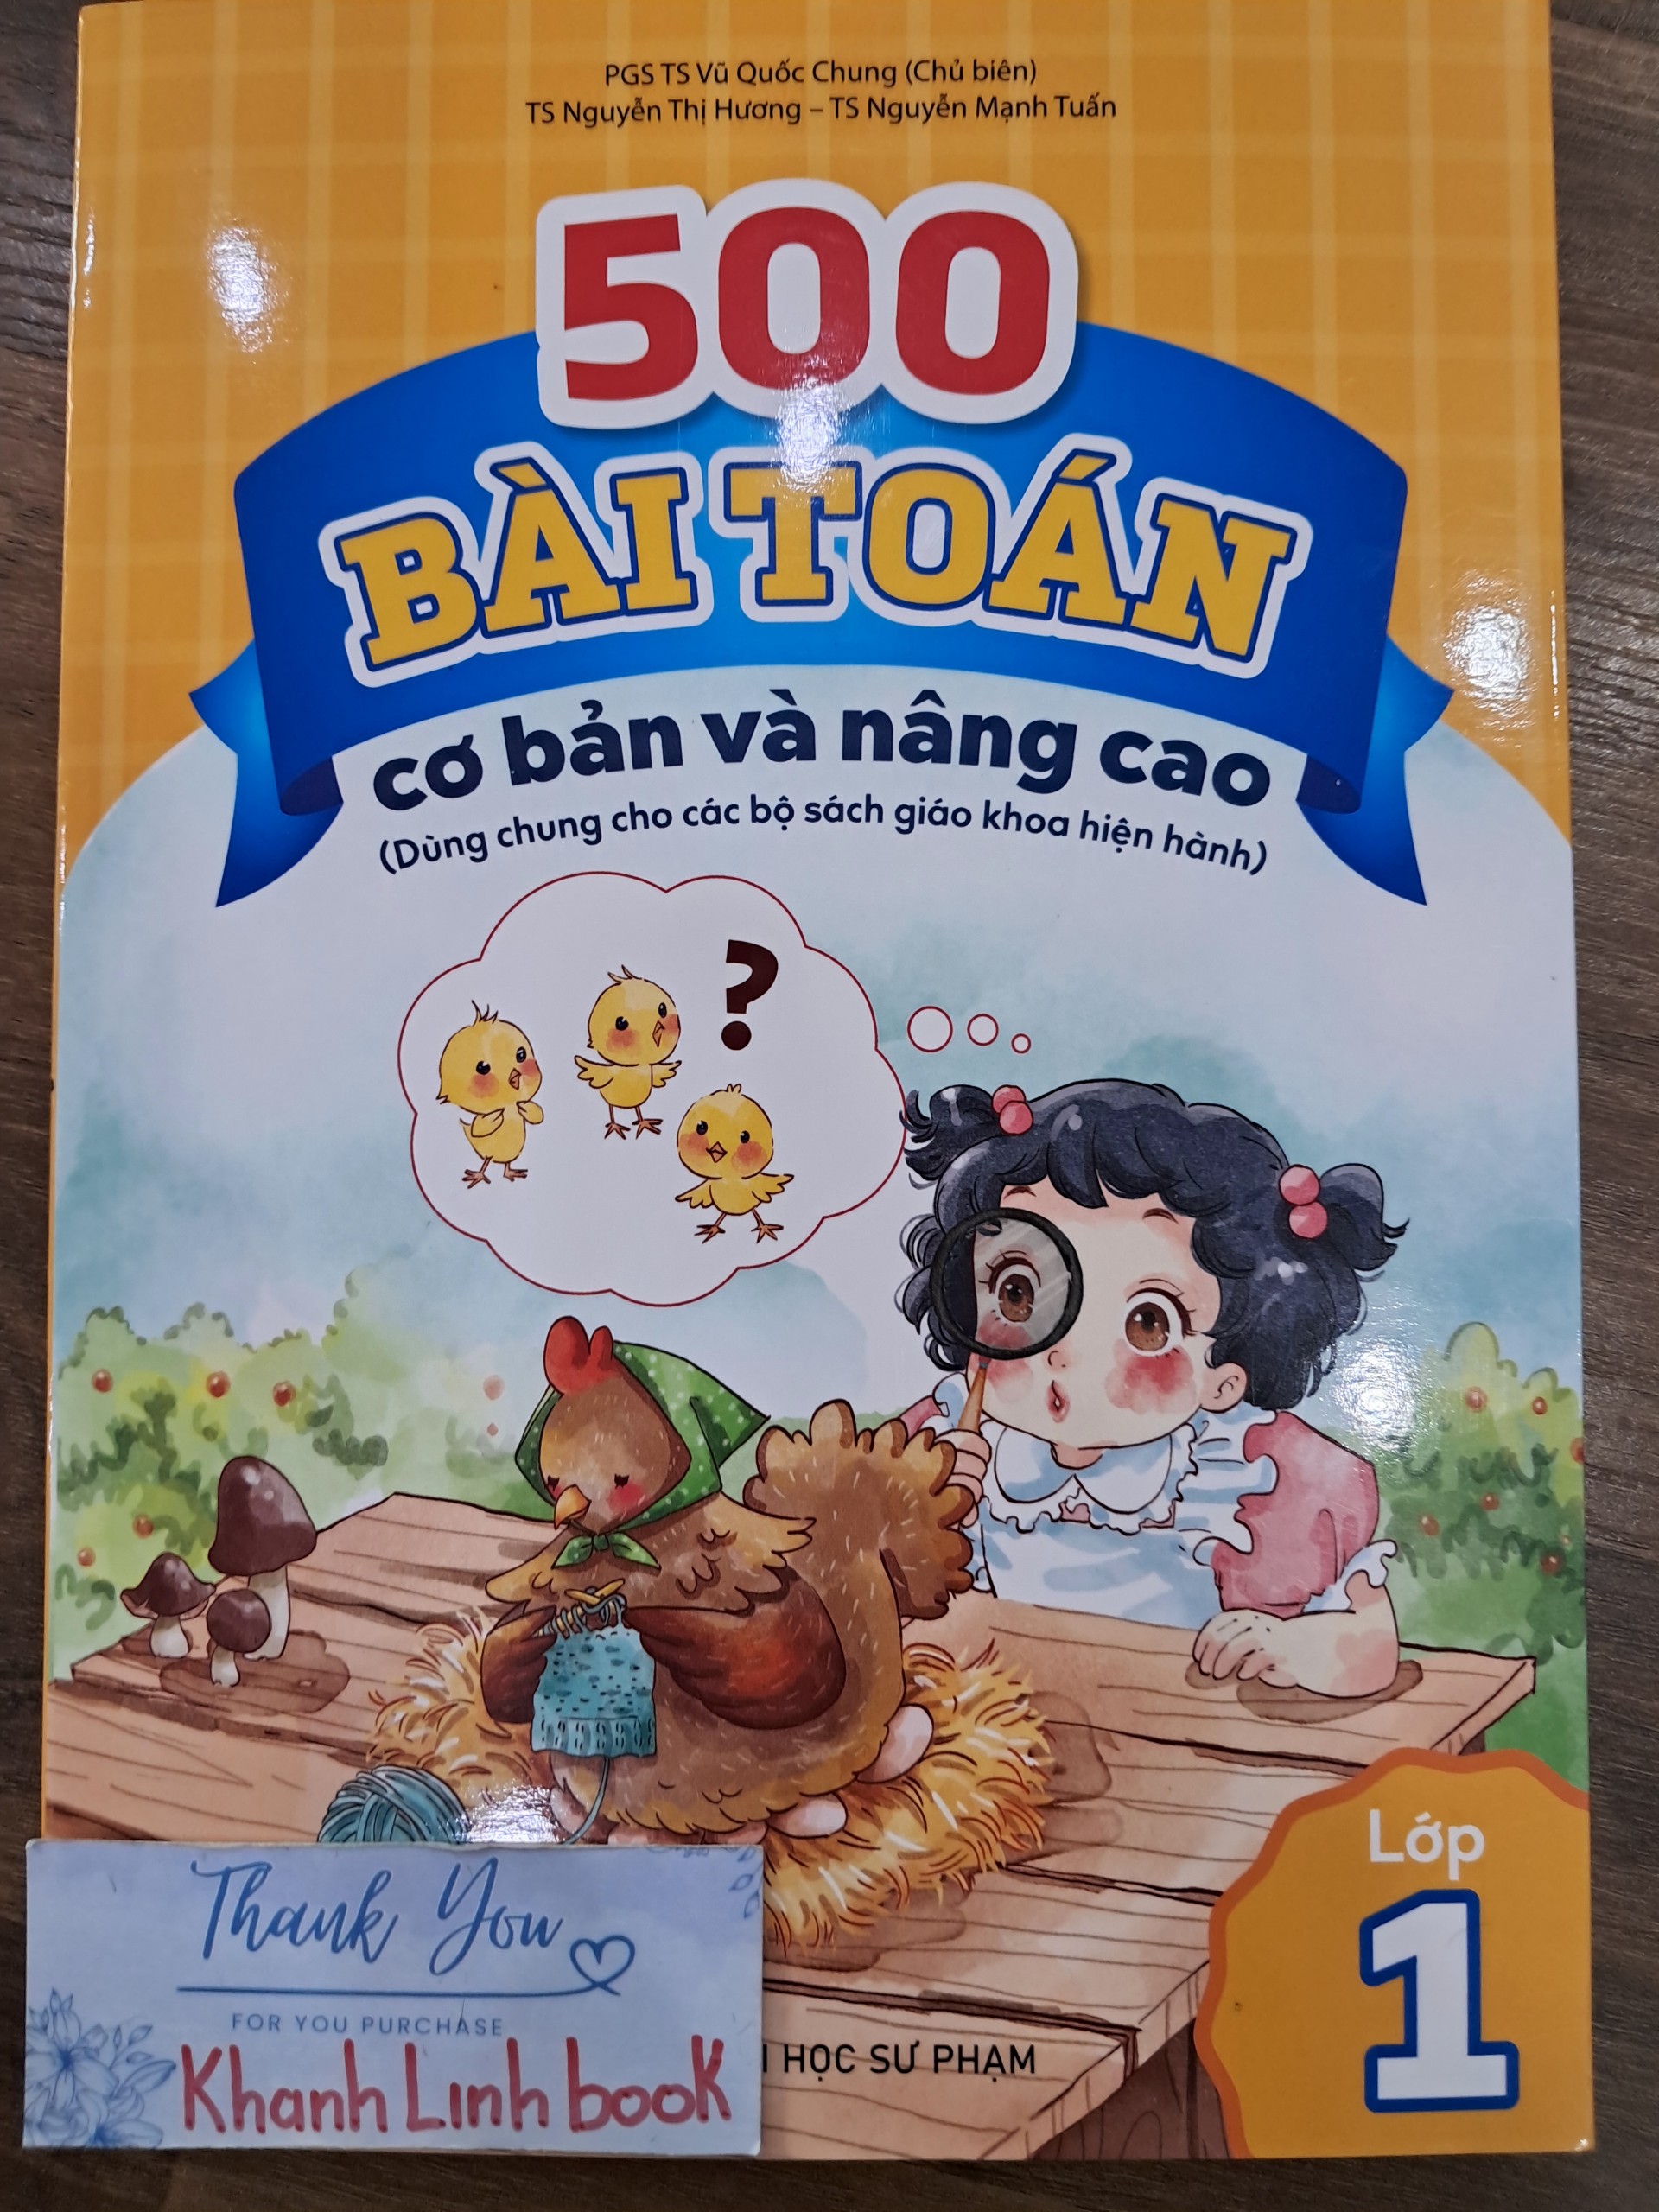 PGS TS Vũ Quốc Chung (Chủ biên)
TS Nguyễn Thị Hương – TS Nguyễn Mạnh Tuấn
500
BÀI TOÁN
cơ bản và nâng cao
(Dùng chung cho các bộ sách giáo khoa hiện hành)
?
Lớp
1
Thank You
FOR YOU PURCHASE
Khanh Linh book
HỌC SƯ PHẠM